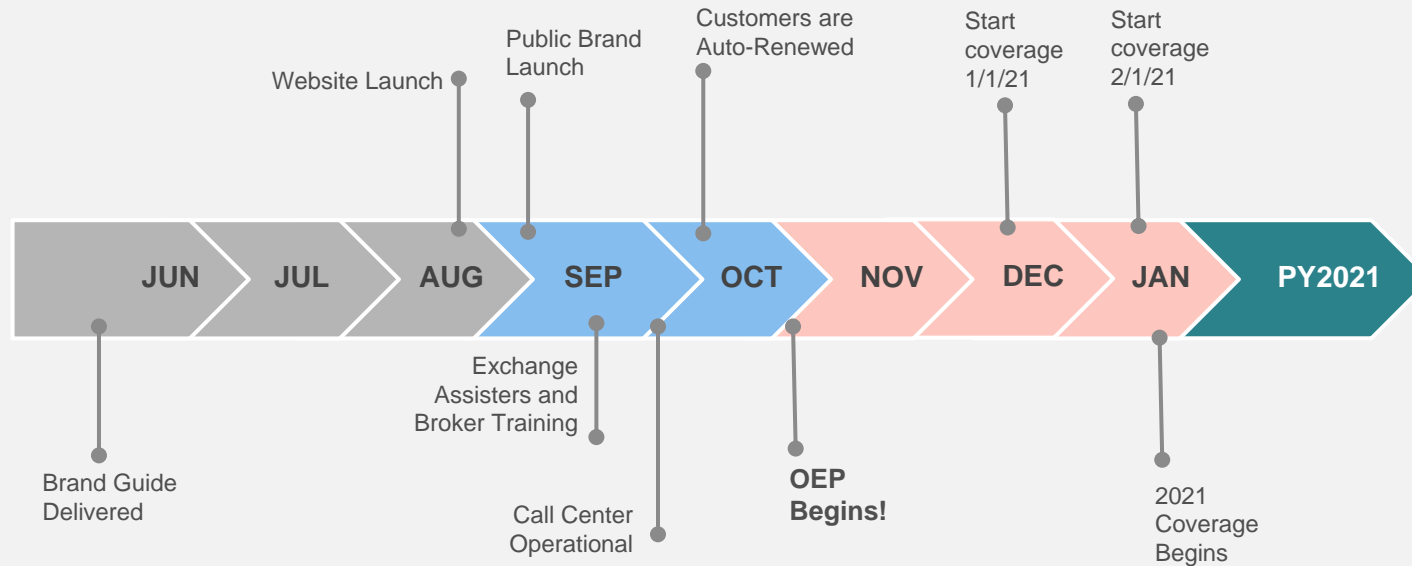 Website Launch
Public Brand
Launch
Customers are
Auto-Renewed
Start
coverage
1/1/21
Start
coverage
2/1/21
JUN
JUL
AUG
SEP
OCT
NOV
DEC
JAN
PY2021
Brand Guide
Delivered
Exchange
Assisters and
Broker Training
Call Center
Operational
OEP
Begins!
2021
Coverage
Begins